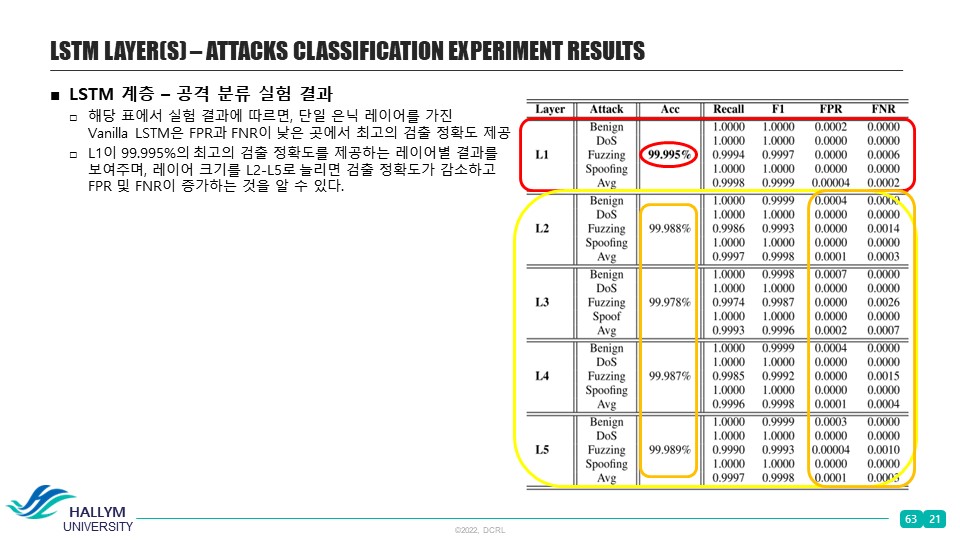 LSTM LAYER(S) – ATTACKS CLASSIFICATION EXPERIMENT RESULTS
■ LSTM 계층 – 공격 분류 실험 결과
□ 해당 표에서 실험 결과에 따르면, 단일 은닉 레이어를 가진
Vanilla LSTM은 FPR과 FNR이 낮은 곳에서 최고의 검출 정확도 제공
□ L1이 99.995%의 최고의 검출 정확도를 제공하는 레이어별 결과를
보여주며, 레이어 크기를 L2-L5로 늘리면 검출 정확도가 감소하고
FPR 및 FNR이 증가하는 것을 알 수 있다.
Layer Attack Acc Recall F1 FPR FNR
Benign 1.0000 1.0000 0.0002 0.0000
DoS 1.0000 1.0000 0.0000 0.0000
L1 Fuzzing 99.995% 0.9994 0.9997 0.0000 0.0006
Spoofing 1.0000 1.0000 0.0000 0.0000
Avg 0.9998 0.9999 0.00004 0.0002
Benign 1.0000 0.9999 0.0004 0.0000
DoS 1.0000 1.0000 0.0000 0.0000
L2 Fuzzing 99.988% 0.9986 0.9993 0.0000 0.0014
Spoofing 1.0000 1.0000 0.0000 0.0000
Avg 0.9997 0.9998 0.0001 0.0003
Benign 1.0000 0.9998 0.0007 0.0000
DoS 1.0000 1.0000 0.0000 0.0000
L3 Fuzzing 99.978% 0.9974 0.9987 0.0000 0.0026
Spoof 1.0000 1.0000 0.0000 0.0000
Avg 0.9993 0.9996 0.0002 0.0007
Benign 1.0000 0.9999 0.0004 0.0000
DoS 1.0000 1.0000 0.0000 0.0000
L4 Fuzzing 99.987% 0.9985 0.9992 0.0000 0.0015
Spoofing 1.0000 1.0000 0.0000 0.0000
Avg 0.9996 0.9998 0.0001 0.0004
Benign 1.0000 0.9999 0.0003 0.0000
DoS 1.0000 1.0000 0.0000 0.0000
L5 Fuzzing 99.989% 0.9990 0.9993 0.00004 0.0010
Spoofing 1.0000 1.0000 0.0000 0.0000
Avg 0.9997 0.9998 0.0001
HALLYM
UNIVERSITY
©2022, DCRL
63 21